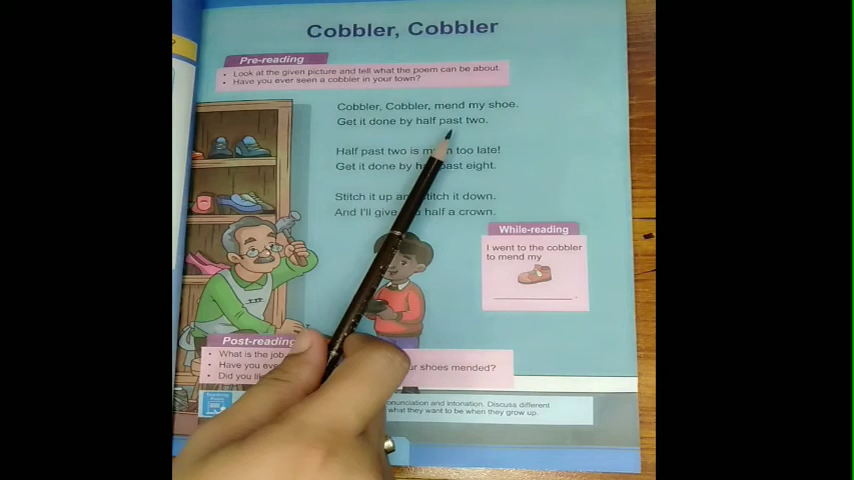 Cobbler, Cobbler
Pre-reading
• Look at the given picture and tell what the poem can be about.
• Have you ever seen a cobbler in your town?
Cobbler, Cobbler, mend my shoe.
Get it done by half past two.
Half past two is too late!
Get it done by past eight.
Stitch it up stitch it down.
And I'll give half a crown.
While-reading
I went to the cobbler
to mend my
Post-reading
• What is the job
• Have you
• Did you shoes mended?
and intonation. Discuss different
what they want to be when they grow up.